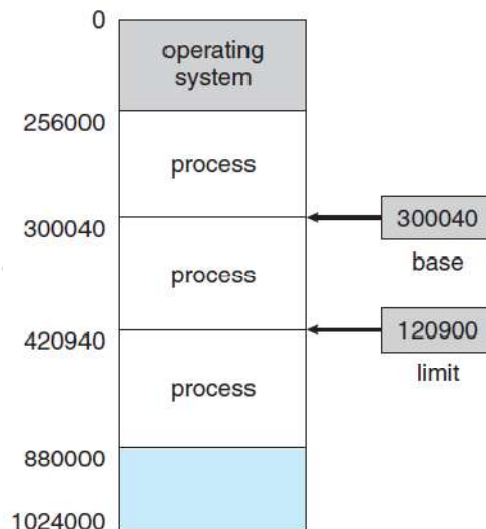 0
operating
system
256000
process
300040
300040
base
process
420940
120900
limit
process
880000
1024000